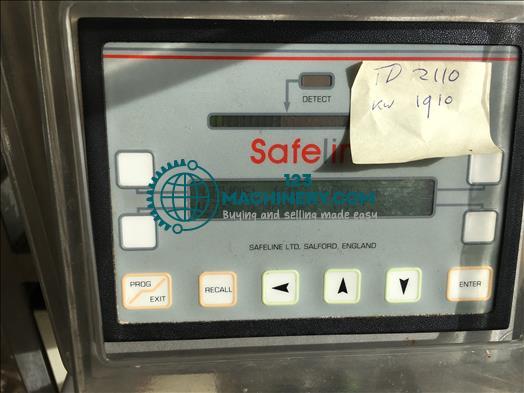 TD 2110
KW 1910
DETECT
Safeline
123
MACHINERY.COM
Buying and selling made easy
SAFELINE LTD, SALFORD, ENGLAND
PROG
EXIT
RECALL
ENTER